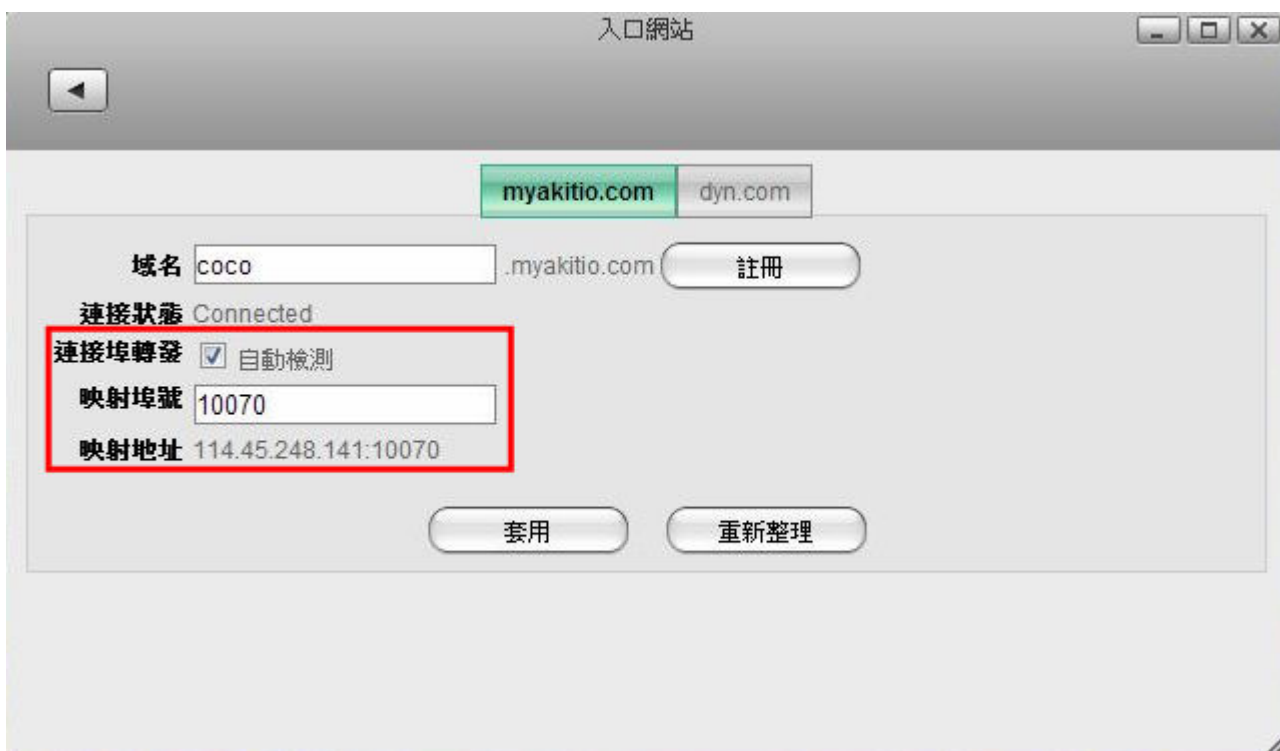 入口網站
myakitio.com dyn.com
域名 coco .myakitio.com 註冊
連接狀態 Connected
連接埠轉發 自動檢測
映射埠號 10070
映射地址 114.45.248.141:10070
套用 重新整理